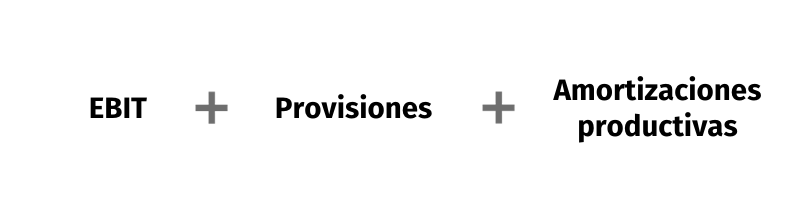 EBIT + Provisiones + Amortizaciones
productivas